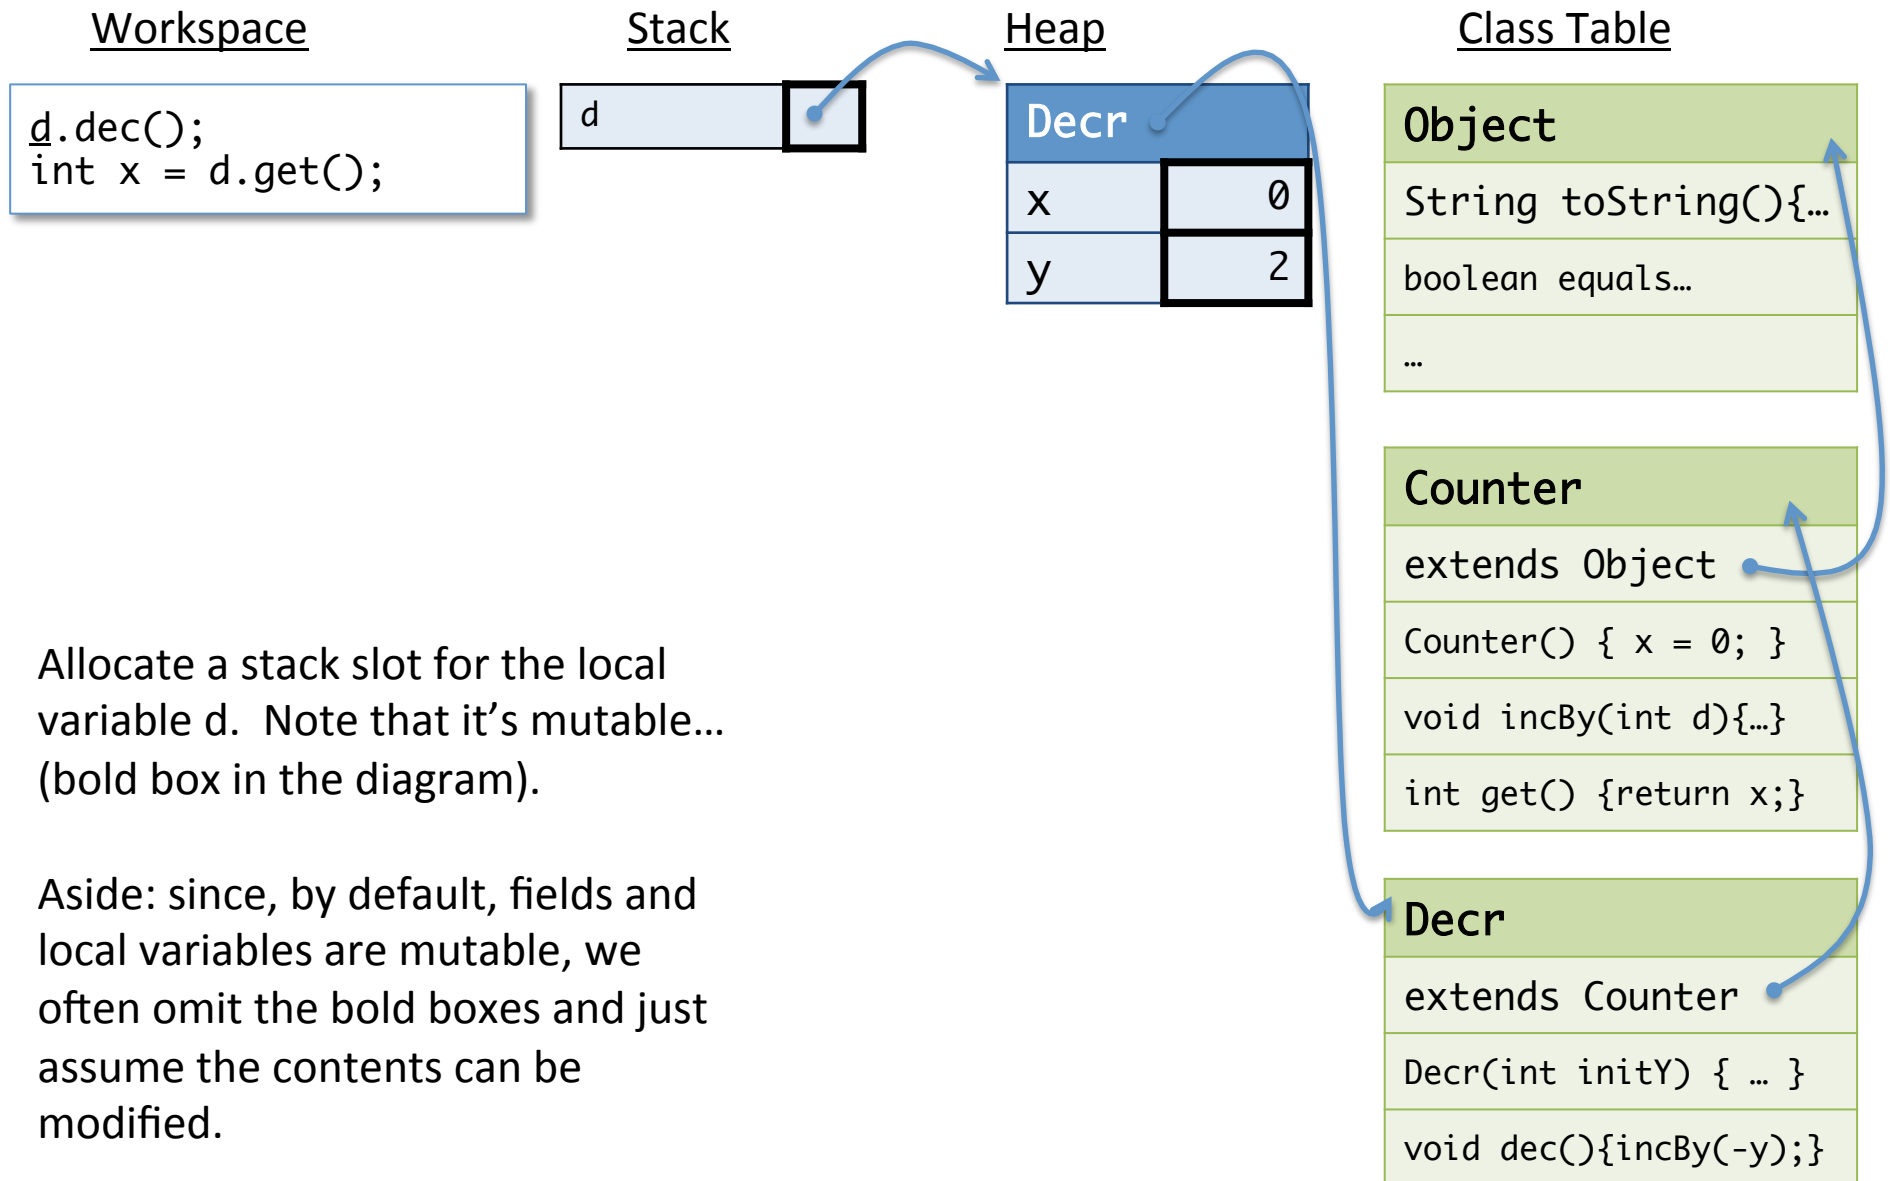 Workspace
Stack
Heap
Class Table
d.dec();
int x = d.get();
d
Decr
x 0
y 2
Object
String toString(){…
boolean equals…
…
Counter
extends Object
Counter() { x = 0; }
void incBy(int d){…}
int get() {return x;}
Decr
extends Counter
Decr(int initY) { … }
void dec(){incBy(-y);}
Allocate a stack slot for the local
variable d.  Note that it’s mutable…
(bold box in the diagram).
Aside: since, by default, fields and
local variables are mutable, we
often omit the bold boxes and just
assume the contents can be
modified.